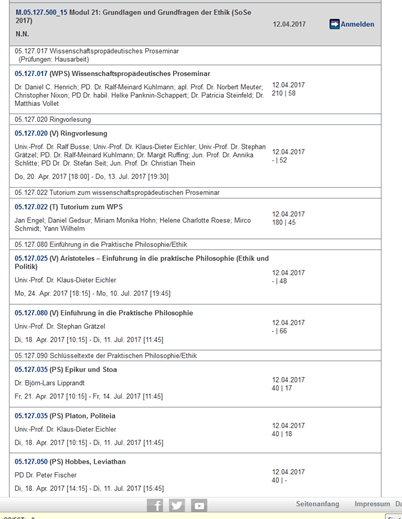 M.05.127.500_15 Modul 21: Grundlagen und Grundfragen der Ethik (SoSe
2017)
12.04.2017
Anmelden
N.N.
05.127.017 Wissenschaftspropädeutisches Proseminar
(Prüfungen: Hausarbeit)
05.127.017 (WPS) Wissenschaftspropädeutisches Proseminar
Dr. Daniel C. Henrich; PD. Dr. Ralf-Meinard Kuhlmann; apl. Prof. Dr. Norbert Meuter;
Christopher Nixon; PD Dr. habil. Heike Panknin-Schappert; Dr. Patricia Steinfeld; Dr.
Matthias Vollet
12.04.2017
210 | 58
05.127.020 Ringvorlesung
05.127.020 (V) Ringvorlesung
Univ.-Prof. Dr. Ralf Busse; Univ.-Prof. Dr. Klaus-Dieter Eichler; Univ.-Prof. Dr. Stephan
Grätzel; PD. Dr. Ralf-Meinard Kuhlmann; Dr. Margit Ruffing; Jun. Prof. Dr. Annika
Schlitte; PD Dr. Dr. Stefan Seit; Jun. Prof. Dr. Christian Thein
Do, 20. Apr. 2017 [18:00] - Do, 13. Jul. 2017 [19:30]
12.04.2017
- | 52
05.127.022 Tutorium zum wissenschaftspropädeutischen Proseminar
05.127.022 (T) Tutorium zum WPS
Jan Engel; Daniel Gedsur; Miriam Monika Hohn; Helene Charlotte Roese; Mirco
Schmidt; Yann Wilhelm
12.04.2017
180 | 45
05.127.080 Einführung in die Praktische Philosophie/Ethik
05.127.025 (V) Aristoteles – Einführung in die praktische Philosophie (Ethik und
Politik)
Univ.-Prof. Dr. Klaus-Dieter Eichler
Mo, 24. Apr. 2017 [18:15] - Mo, 10. Jul. 2017 [19:45]
12.04.2017
- | 48
05.127.080 (V) Einführung in die Praktische Philosophie
Univ.-Prof. Dr. Stephan Grätzel
Di, 18. Apr. 2017 [10:15] - Di, 11. Jul. 2017 [11:45]
12.04.2017
- | 66
05.127.090 Schlüsseltexte der Praktischen Philosophie/Ethik
05.127.035 (PS) Epikur und Stoa
Dr. Björn-Lars Lipprandt
Fr, 21. Apr. 2017 [10:15] - Fr, 14. Jul. 2017 [11:45]
12.04.2017
40 | 17
05.127.035 (PS) Platon, Politeia
Univ.-Prof. Dr. Klaus-Dieter Eichler
Di, 18. Apr. 2017 [10:15] - Di, 11. Jul. 2017 [11:45]
12.04.2017
40 | 18
05.127.050 (PS) Hobbes, Leviathan
PD Dr. Peter Fischer
Di, 18. Apr. 2017 [14:15] - Di, 11. Jul. 2017 [15:45]
12.04.2017
40 | -
Seitenanfang
Impressum